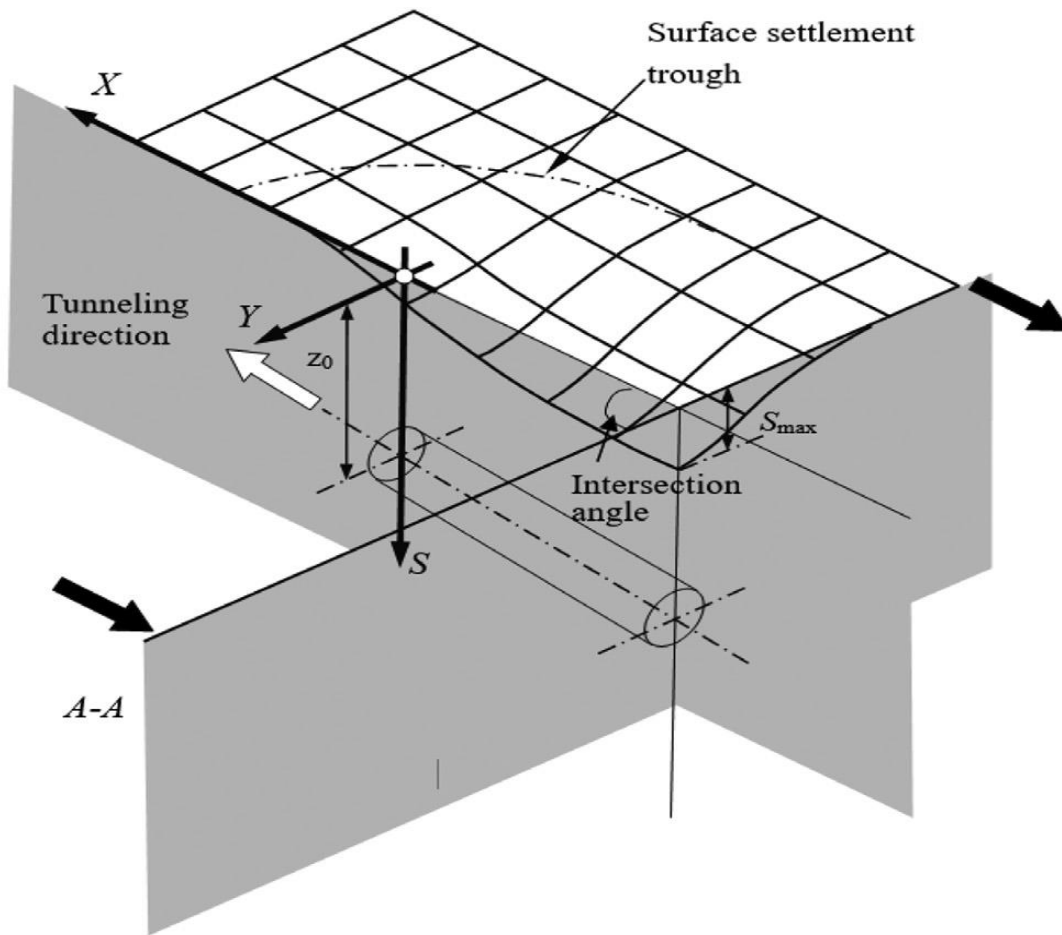 Surface settlement
trough
X
Tunneling
direction
Y
z0
Smax
Intersection
angle
S
A-A